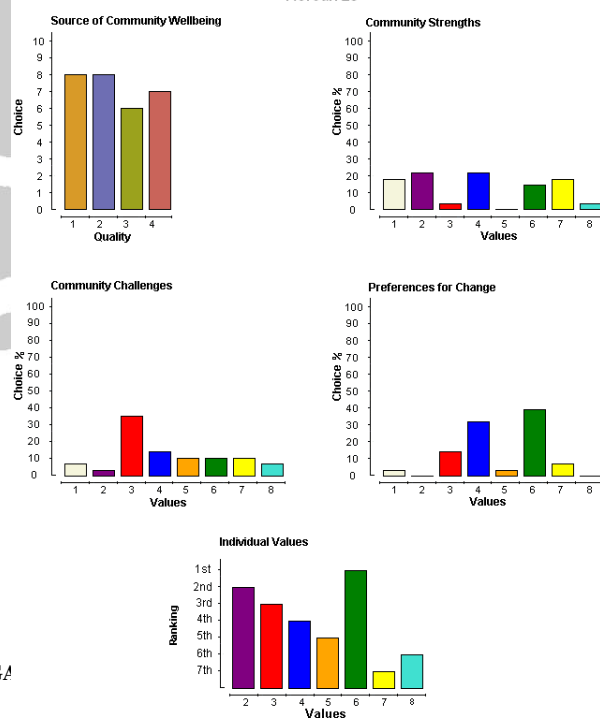 Source of Community Wellbeing
10
9
8
7
6
5
4
3
2
1
0
Choice
1 2 3 4
Quality
Community Strengths
100
90
80
70
60
50
40
30
20
10
0
Choice %
1 2 3 4 5 6 7 8
Values
Community Challenges
100
90
80
70
60
50
40
30
20
10
0
Choice %
1 2 3 4 5 6 7 8
Values
Preferences for Change
100
90
80
70
60
50
40
30
20
10
0
Choice %
1 2 3 4 5 6 7 8
Values
Individual Values
1st
2nd
3rd
4th
5th
6th
7th
Ranking
2 3 4 5 6 7 8
Values